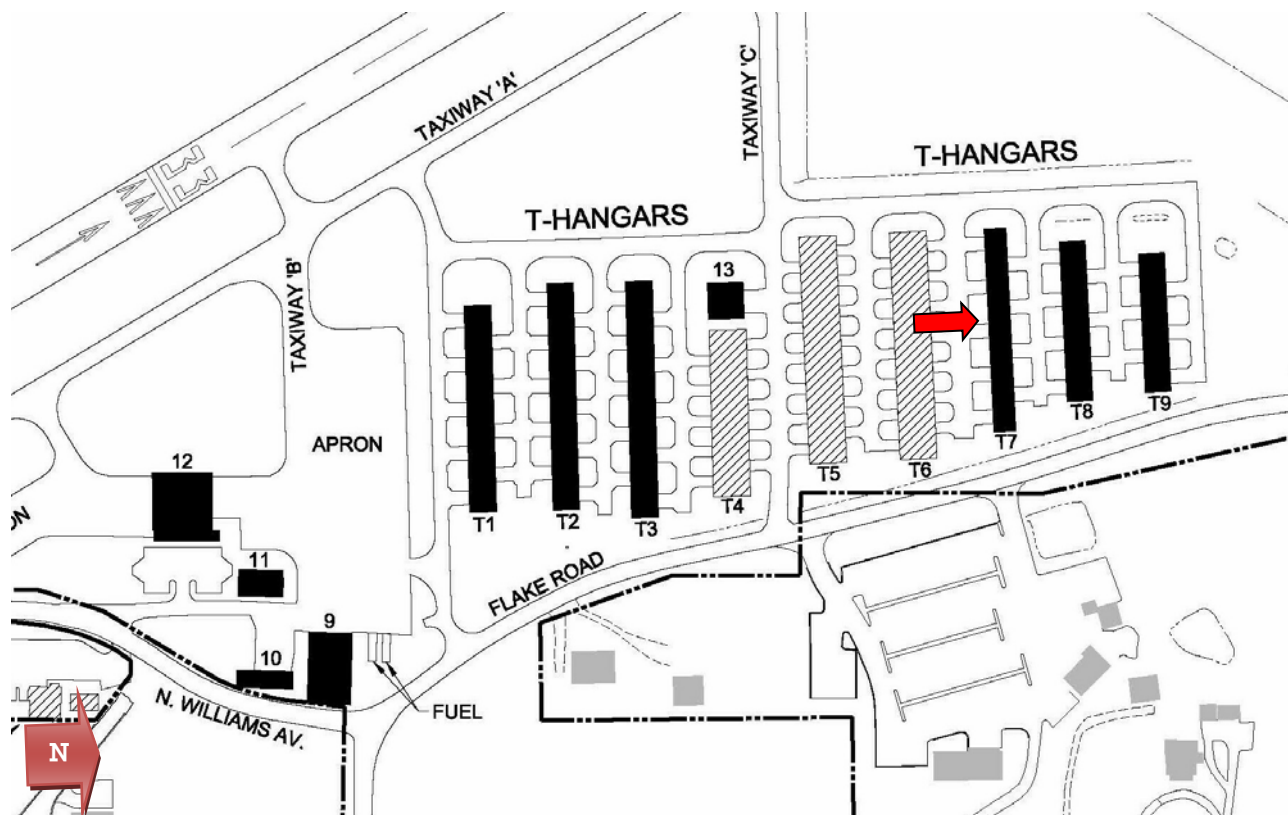 TAXIWAY 'A'
TAXIWAY 'C'
T-HANGARS
T-HANGARS
TAXIWAY 'B'
13
APRON
12
T1
T2
T3
T4
T5
T6
T7
T8
T9
ON
11
FLAKE ROAD
9
10
N. WILLIAMS AV.
FUEL
N